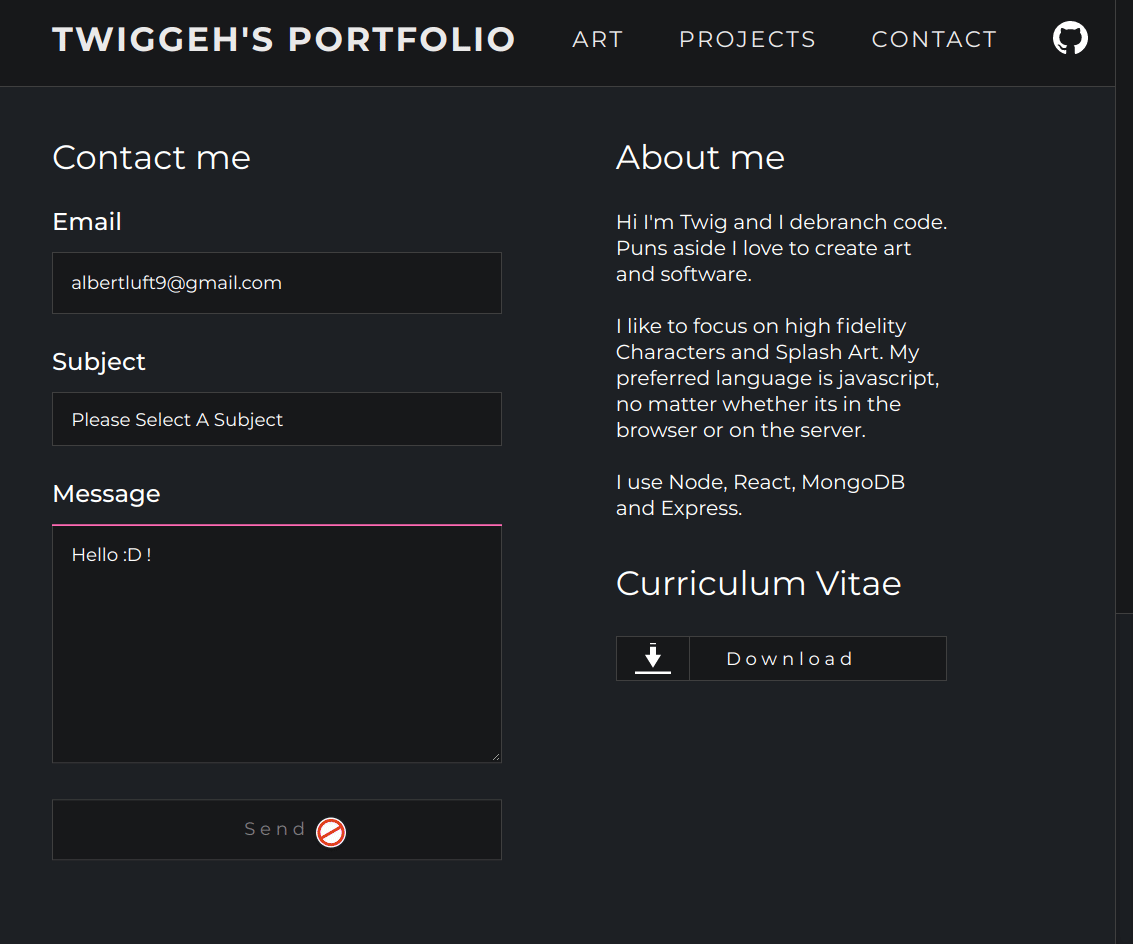 TWIGGEH'S PORTFOLIO ART PROJECTS CONTACT
Contact me
Email
albertluft9@gmail.com
Subject
Please Select A Subject
Message
Hello :D !
Send
About me
Hi I'm Twig and I debranch code.
Puns aside I love to create art
and software.
I like to focus on high fidelity
Characters and Splash Art. My
preferred language is javascript,
no matter whether its in the
browser or on the server.
I use Node, React, MongoDB
and Express.
Curriculum Vitae
Download